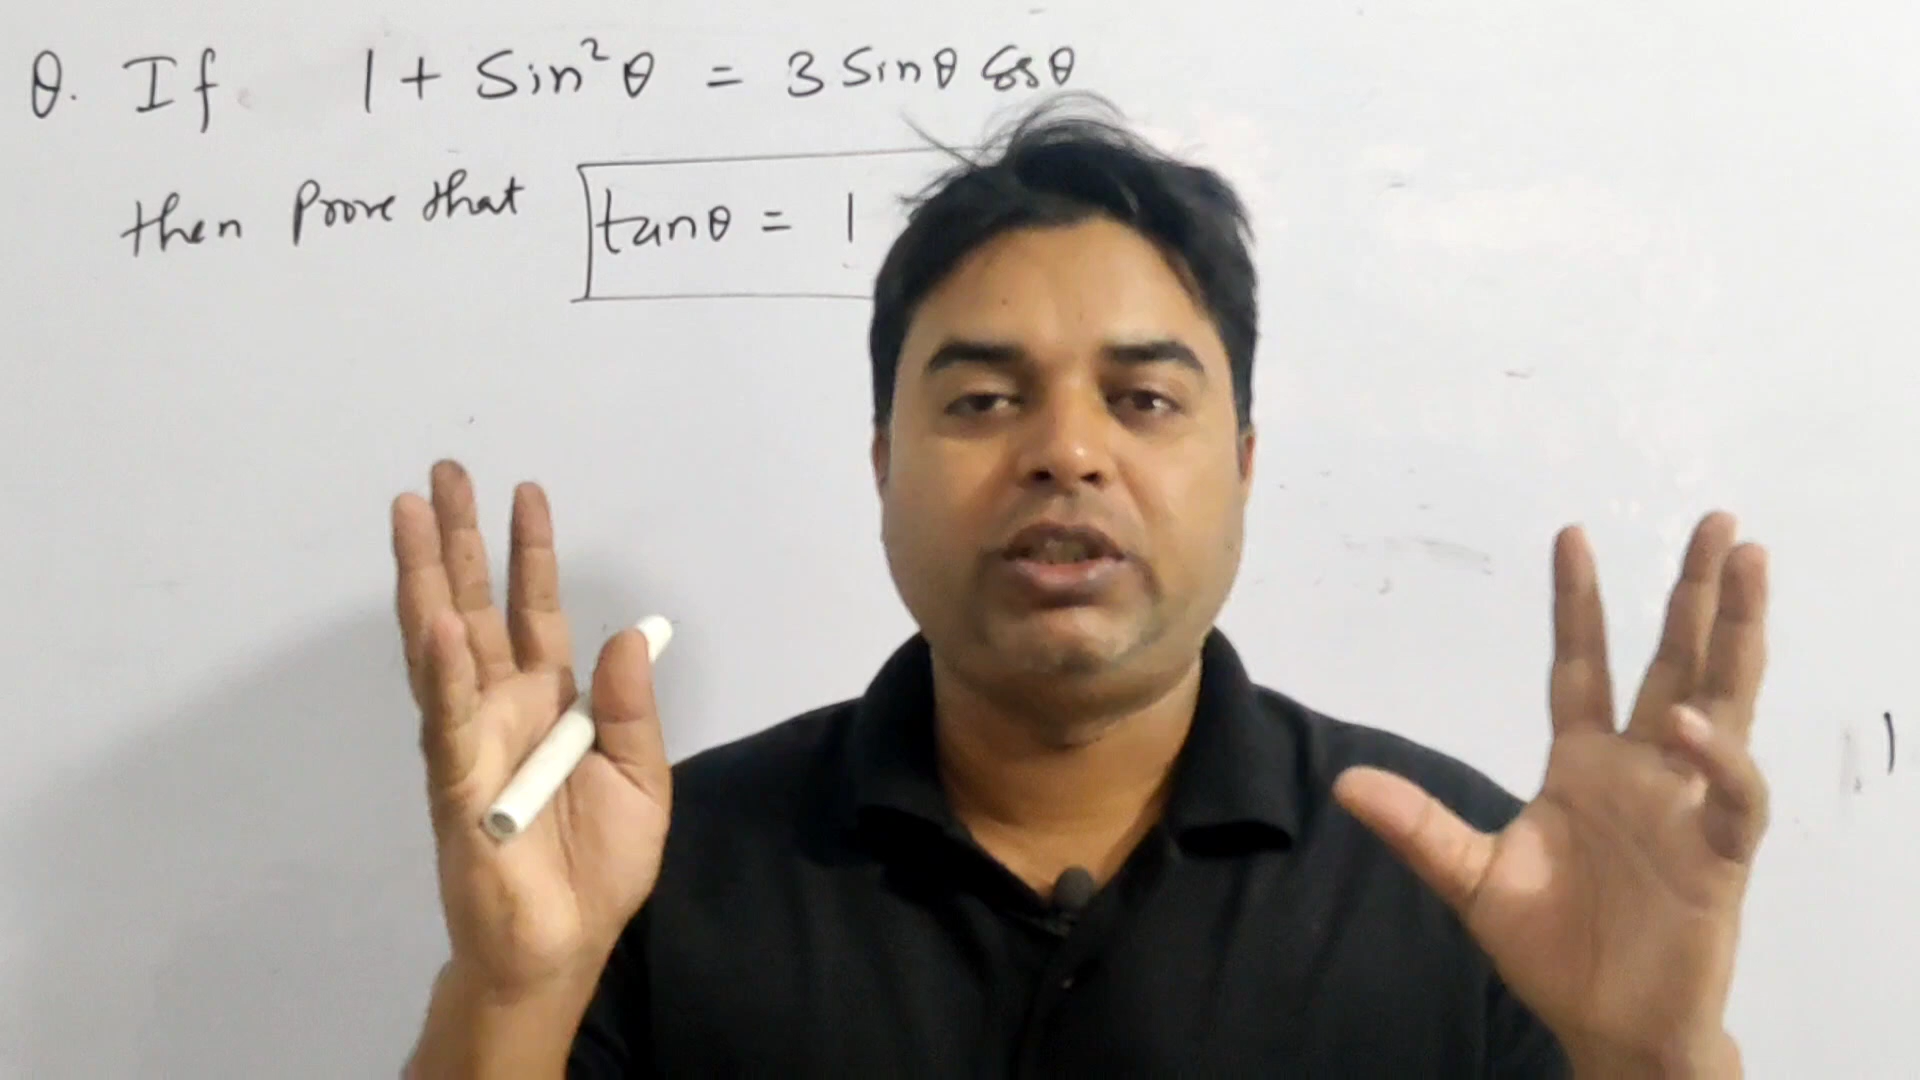 Q. If 1 + Sin²θ = 3 Sinθ Cosθ
then Prove that tanθ = 1